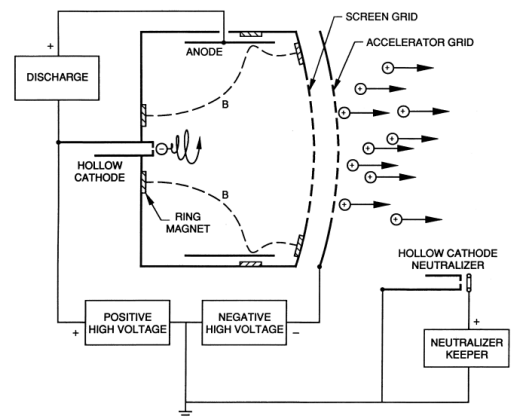 SCREEN GRID
ACCELERATOR GRID
+
ANODE
DISCHARGE
B
+
+
+
+
+
+
+
+
−
HOLLOW
CATHODE
B
RING
MAGNET
HOLLOW CATHODE
NEUTRALIZER
POSITIVE
HIGH VOLTAGE
NEGATIVE
HIGH VOLTAGE
+
−
+
NEUTRALIZER
KEEPER